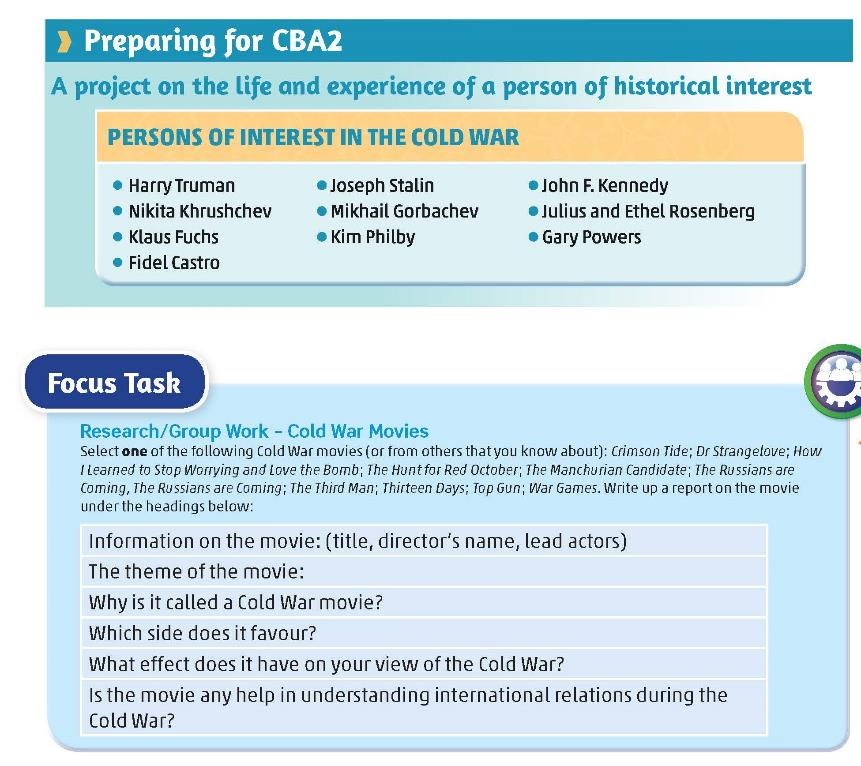 Preparing for CBA2
A project on the life and experience of a person of historical interest
PERSONS OF INTEREST IN THE COLD WAR
• Harry Truman
• Nikita Khrushchev
• Klaus Fuchs
• Fidel Castro
• Joseph Stalin
• Mikhail Gorbachev
• Kim Philby
• John F. Kennedy
• Julius and Ethel Rosenberg
• Gary Powers
Focus Task
Research/Group Work – Cold War Movies
Select one of the following Cold War movies (or from others that you know about): Crimson Tide; Dr Strangelove; How
I Learned to Stop Worrying and Love the Bomb; The Hunt for Red October; The Manchurian Candidate; The Russians are
Coming, The Russians are Coming; The Third Man; Thirteen Days; Top Gun; War Games. Write up a report on the movie
under the headings below:
Information on the movie: (title, director's name, lead actors)
The theme of the movie:
Why is it called a Cold War movie?
Which side does it favour?
What effect does it have on your view of the Cold War?
Is the movie any help in understanding international relations during the
Cold War?